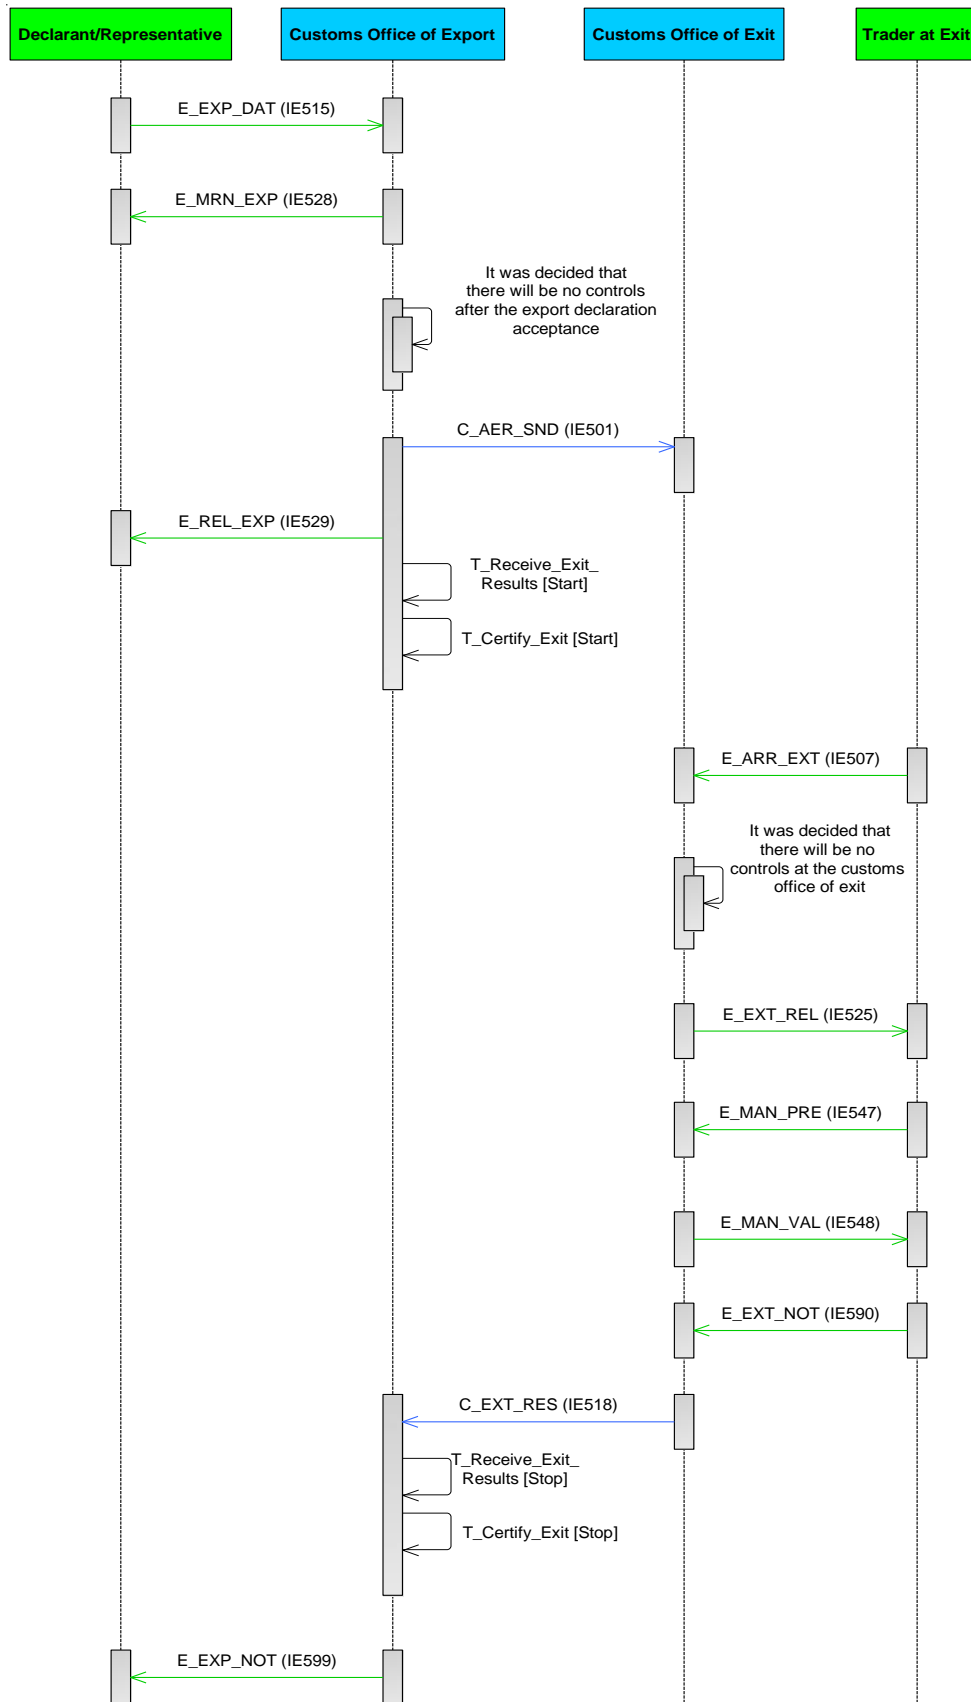 Declarant/Representative
Customs Office of Export
Customs Office of Exit
Trader at Exit
E_EXP_DAT (IE515)
E_MRN_EXP (IE528)
It was decided that
there will be no controls
after the export declaration
acceptance
C_AER_SND (IE501)
E_REL_EXP (IE529)
T_Receive_Exit_
Results [Start]
T_Certify_Exit [Start]
E_ARR_EXT (IE507)
It was decided that
there will be no
controls at the customs
office of exit
E_EXT_REL (IE525)
E_MAN_PRE (IE547)
E_MAN_VAL (IE548)
E_EXT_NOT (IE590)
C_EXT_RES (IE518)
T_Receive_Exit_
Results [Stop]
T_Certify_Exit [Stop]
E_EXP_NOT (IE599)